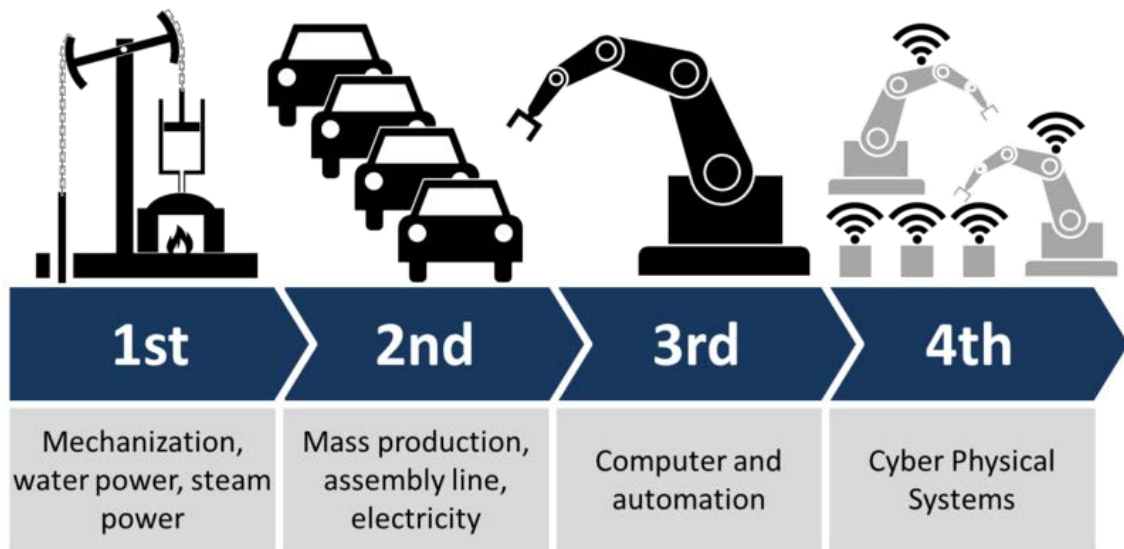 1st
2nd
3rd
4th
Mechanization,
water power, steam
power
Mass production,
assembly line,
electricity
Computer and
automation
Cyber Physical
Systems